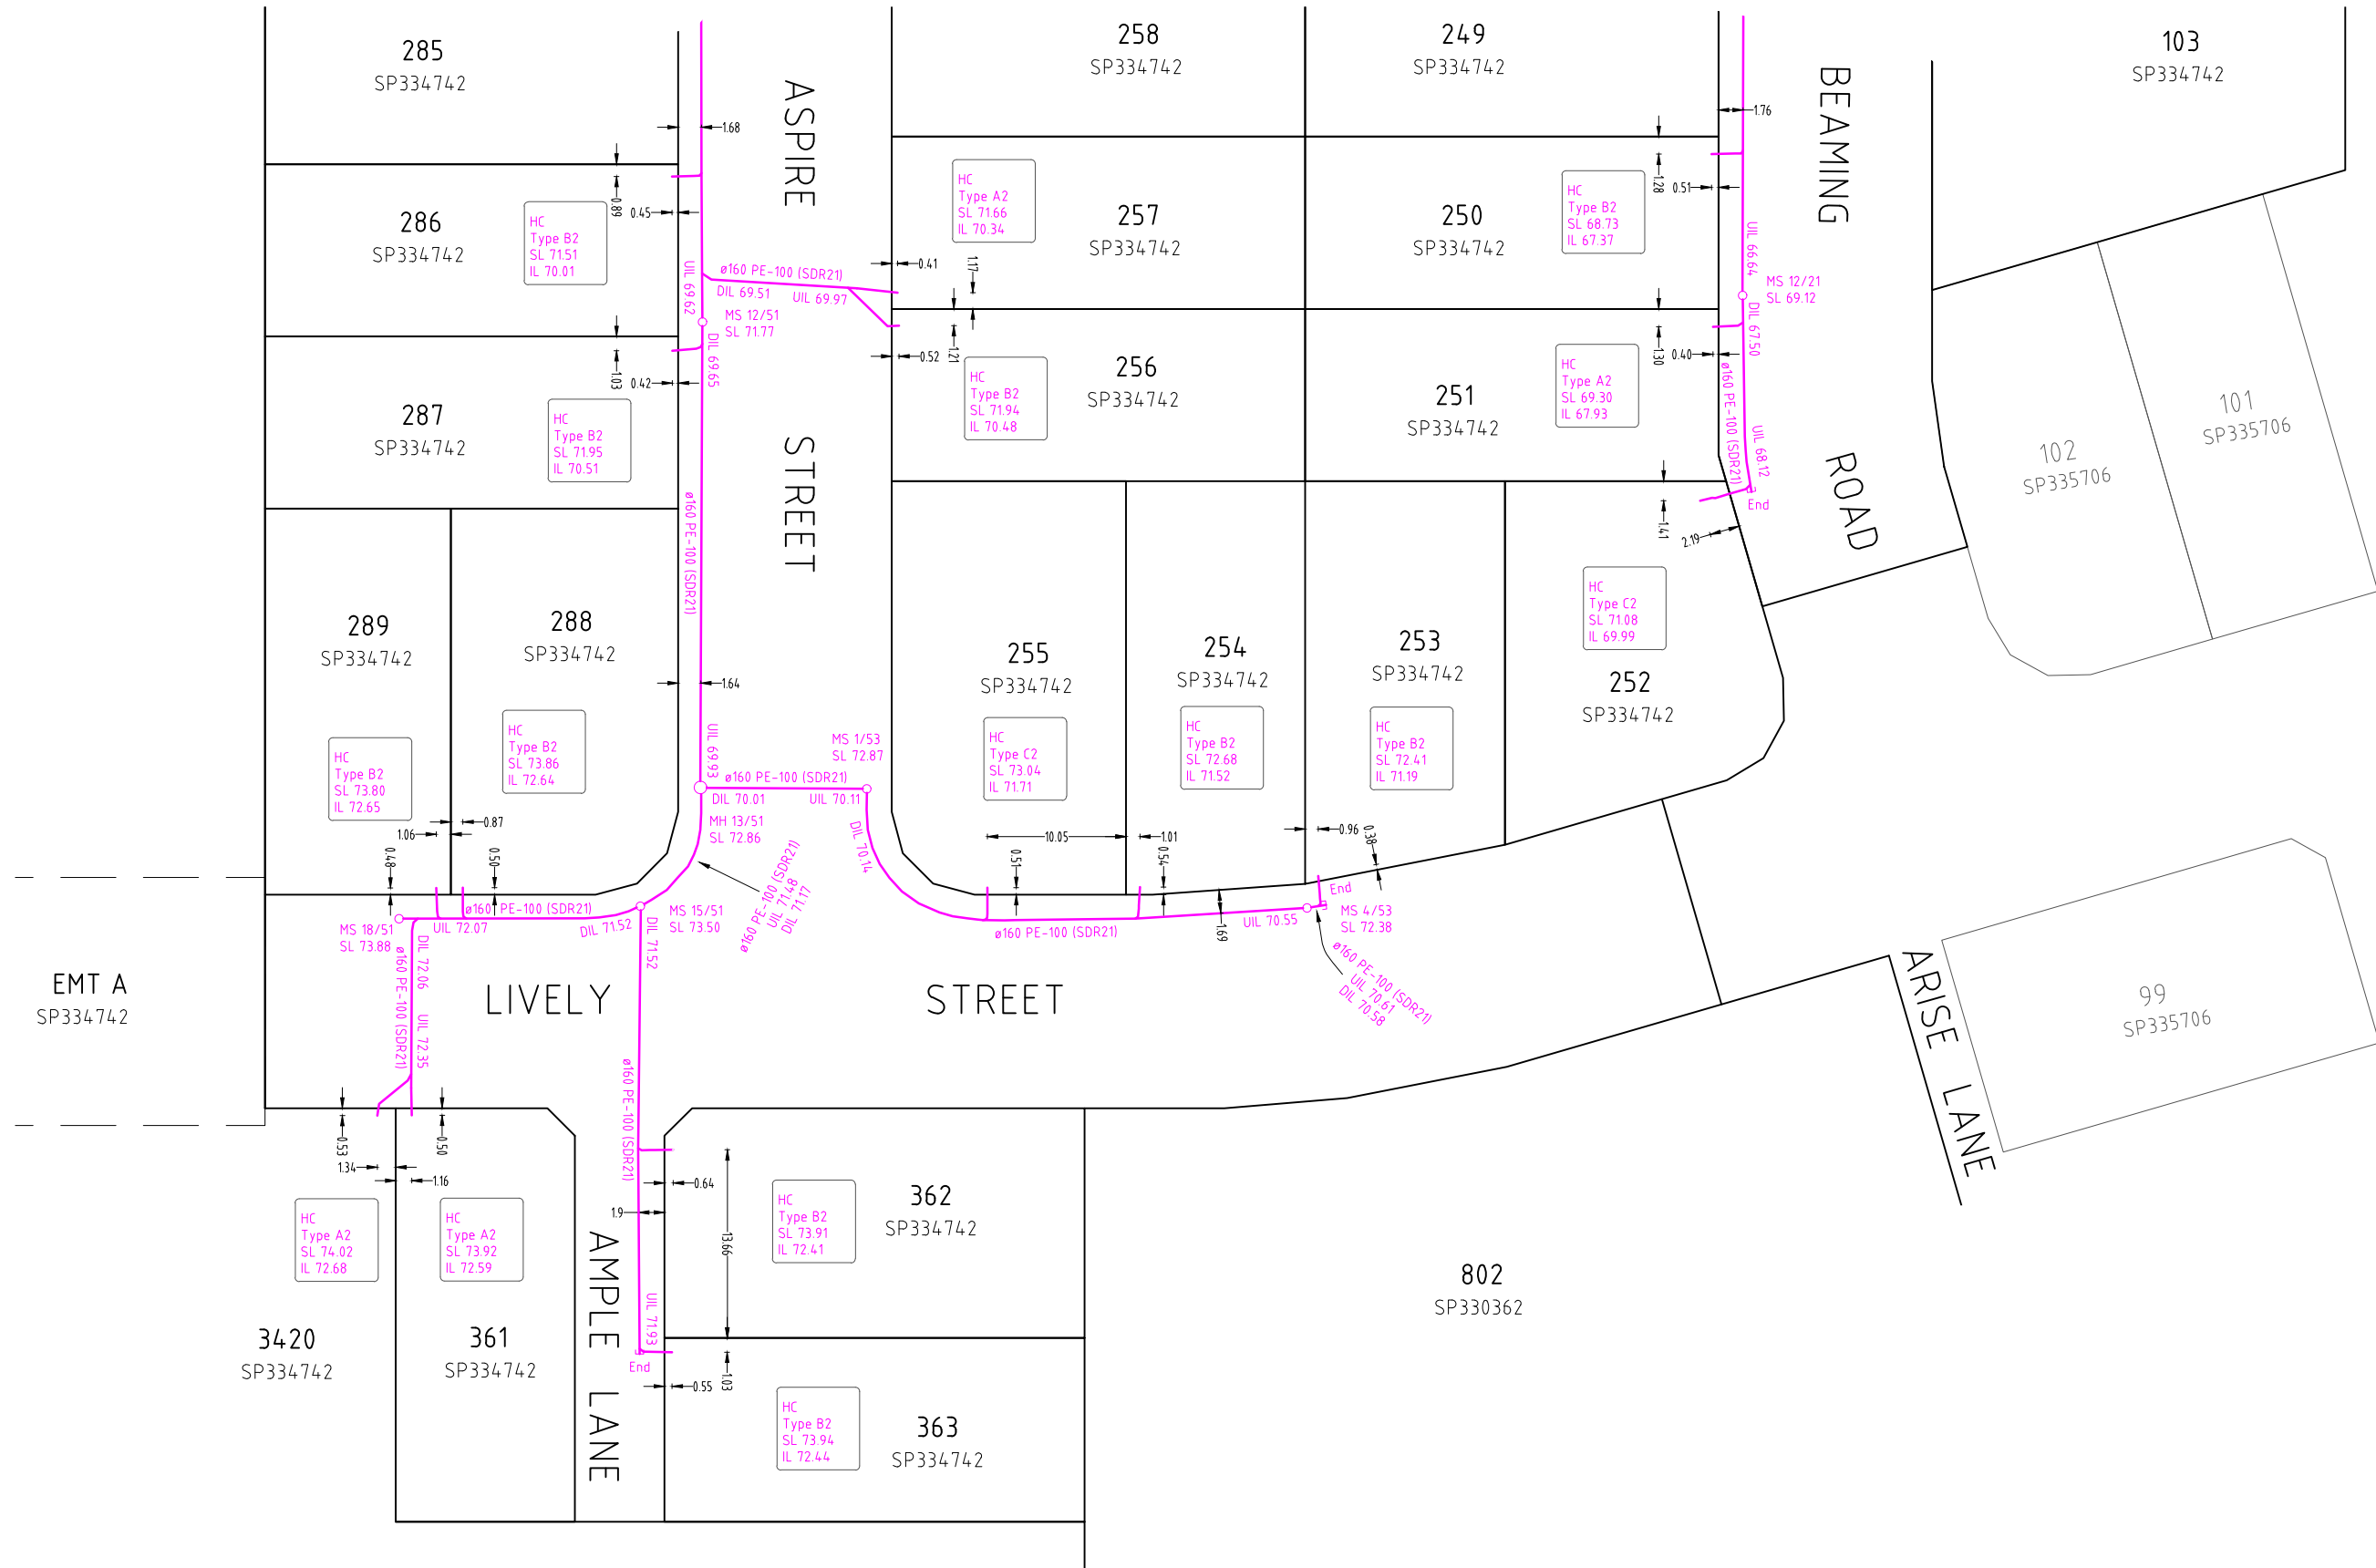 285
SP334742
258
SP334742
249
SP334742
103
SP334742
ASPIRE
STREET
BEAMING
ROAD
1.68
1.76
286
SP334742
HC
Type B2
SL 71.51
IL 70.01
0.89
0.45
UIL 69.62
ø160 PE-100 (SDR21)
DIL 69.51
UIL 69.97
MS 12/51
SL 71.77
DIL 69.65
HC
Type A2
SL 71.66
IL 70.34
257
SP334742
0.41
1.17
250
SP334742
HC
Type B2
SL 68.73
IL 67.37
1.28
0.51
UIL 66.64
MS 12/21
SL 69.12
DIL 67.50
287
SP334742
HC
Type B2
SL 71.95
IL 70.51
1.03
0.42
0.52
1.21
HC
Type B2
SL 71.94
IL 70.48
256
SP334742
251
SP334742
HC
Type A2
SL 69.30
IL 67.93
1.30
0.40
ø160 PE-100 (SDR21)
UIL 68.12
End
1.41
2.19
102
SP335706
101
SP335706
ø160 PE-100 (SDR21)
289
SP334742
288
SP334742
255
SP334742
254
SP334742
253
SP334742
HC
Type C2
SL 71.08
IL 69.99
252
SP334742
1.64
HC
Type B2
SL 73.80
IL 72.65
HC
Type B2
SL 73.86
IL 72.64
UIL 69.93
ø160 PE-100 (SDR21)
DIL 70.01
UIL 70.11
MS 1/53
SL 72.87
DIL 70.14
MH 13/51
SL 72.86
HC
Type C2
SL 73.04
IL 71.71
HC
Type B2
SL 72.68
IL 71.52
HC
Type B2
SL 72.41
IL 71.19
1.06
0.87
0.48
0.50
10.05
1.01
0.51
0.54
0.96
0.38
ø160 PE-100 (SDR21)
UIL 71.48
DIL 71.17
ø160 PE-100 (SDR21)
MS 18/51
SL 73.88
UIL 72.07
DIL 71.52
MS 15/51
SL 73.50
DIL 71.52
ø160 PE-100 (SDR21)
1.69
UIL 70.55
End
MS 4/53
SL 72.38
ø160 PE-100 (SDR21)
UIL 70.61
DIL 70.58
EMT A
SP334742
DIL 72.06
ø160 PE-100 (SDR21)
UIL 72.35
LIVELY
STREET
ARISE
LANE
99
SP335706
0.53
0.50
1.34
1.16
ø160 PE-100 (SDR21)
0.64
1.9
13.66
HC
Type A2
SL 74.02
IL 72.68
HC
Type A2
SL 73.92
IL 72.59
HC
Type B2
SL 73.91
IL 72.41
362
SP334742
AMPLE
LANE
802
SP330362
3420
SP334742
361
SP334742
UIL 71.93
End
0.55
1.03
HC
Type B2
SL 73.94
IL 72.44
363
SP334742